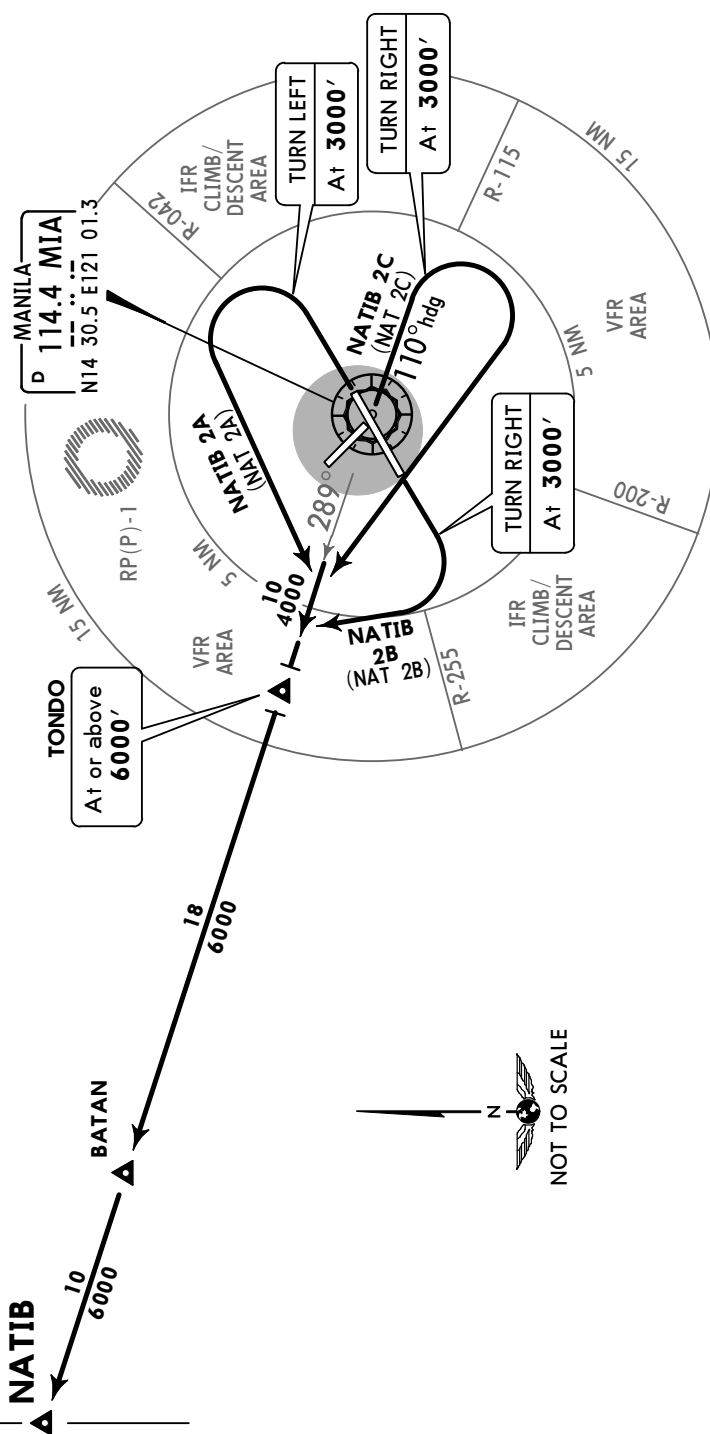 MANILA
D 114.4 MIA
N14 30.5 E121 01.3
R-042
IFR
CLIMB/
DESCENT
AREA
TURN LEFT
At 3000′
TURN RIGHT
At 3000′
R-115
15 NM
VFR
AREA
5 NM
NATIB 2C
(NAT 2C)
110°hdg
NATIB 2A
(NAT 2A)
RP(P)-1
15 NM
5 NM
289°
10
4000
VFR
AREA
TURN RIGHT
At 3000′
R-200
IFR
CLIMB/
DESCENT
AREA
R-255
NATIB
2B
(NAT 2B)
TONDO
At or above
6000′
18
6000
BATAN
10
6000
NATIB
N
NOT TO SCALE